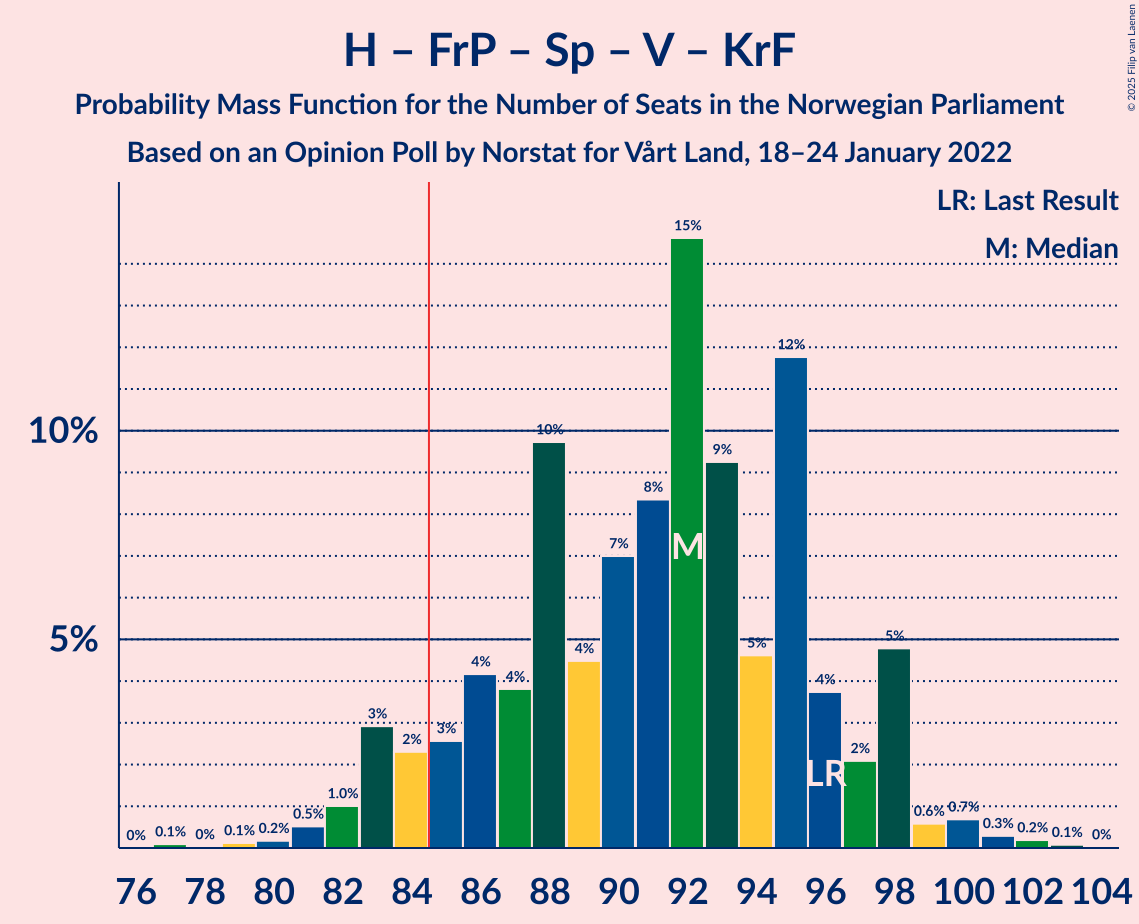 H – FrP – Sp – V – KrF
Probability Mass Function for the Number of Seats in the Norwegian Parliament
Based on an Opinion Poll by Norstat for Vårt Land, 18–24 January 2022
© 2025 Filip van Laenen
LR: Last Result
M: Median
10%
5%
0% 0.1% 0% 0.1% 0.2% 0.5% 1.0% 3% 2% 3% 4% 4% 10% 4% 7% 8% 15% 9% 5% 12% 4% 2% 5% 0.6% 0.7% 0.3% 0.2% 0.1% 0%
M
LR
76 78 80 82 84 86 88 90 92 94 96 98 100 102 104